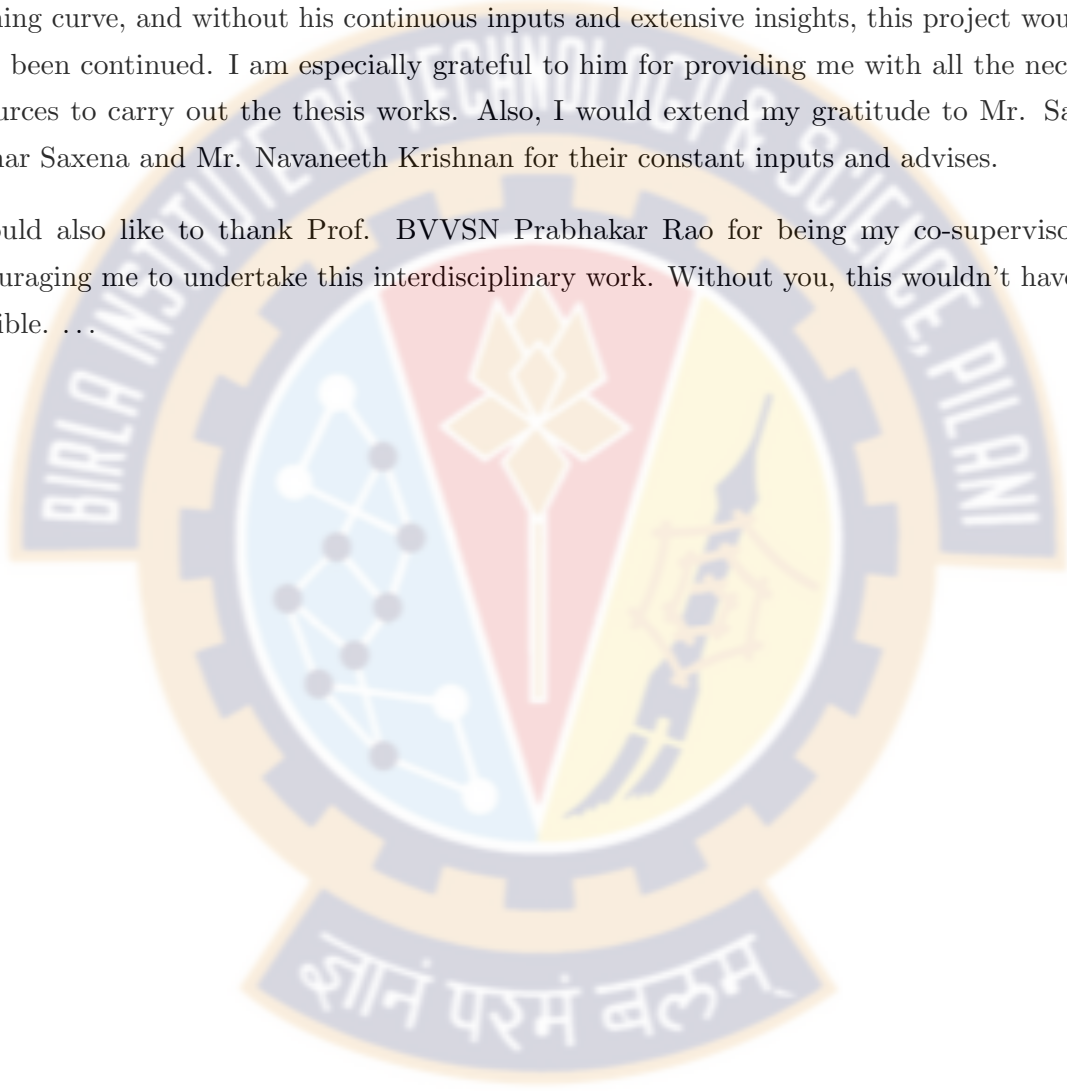 ning curve, and without his continuous inputs and extensive insights, this project wou
been continued. I am especially grateful to him for providing me with all the nec
urces to carry out the thesis works. Also, I would extend my gratitude to Mr. Sa
nar Saxena and Mr. Navaneeth Krishnan for their constant inputs and advises.
uld also like to thank Prof. BVVSN Prabhakar Rao for being my co-superviso
uraging me to undertake this interdisciplinary work. Without you, this wouldn't have
ible. ...
BIRLA INSTITUTE OF TECHNOLOGY & SCIENCE, PILANI
ज्ञानं परमं बलम्